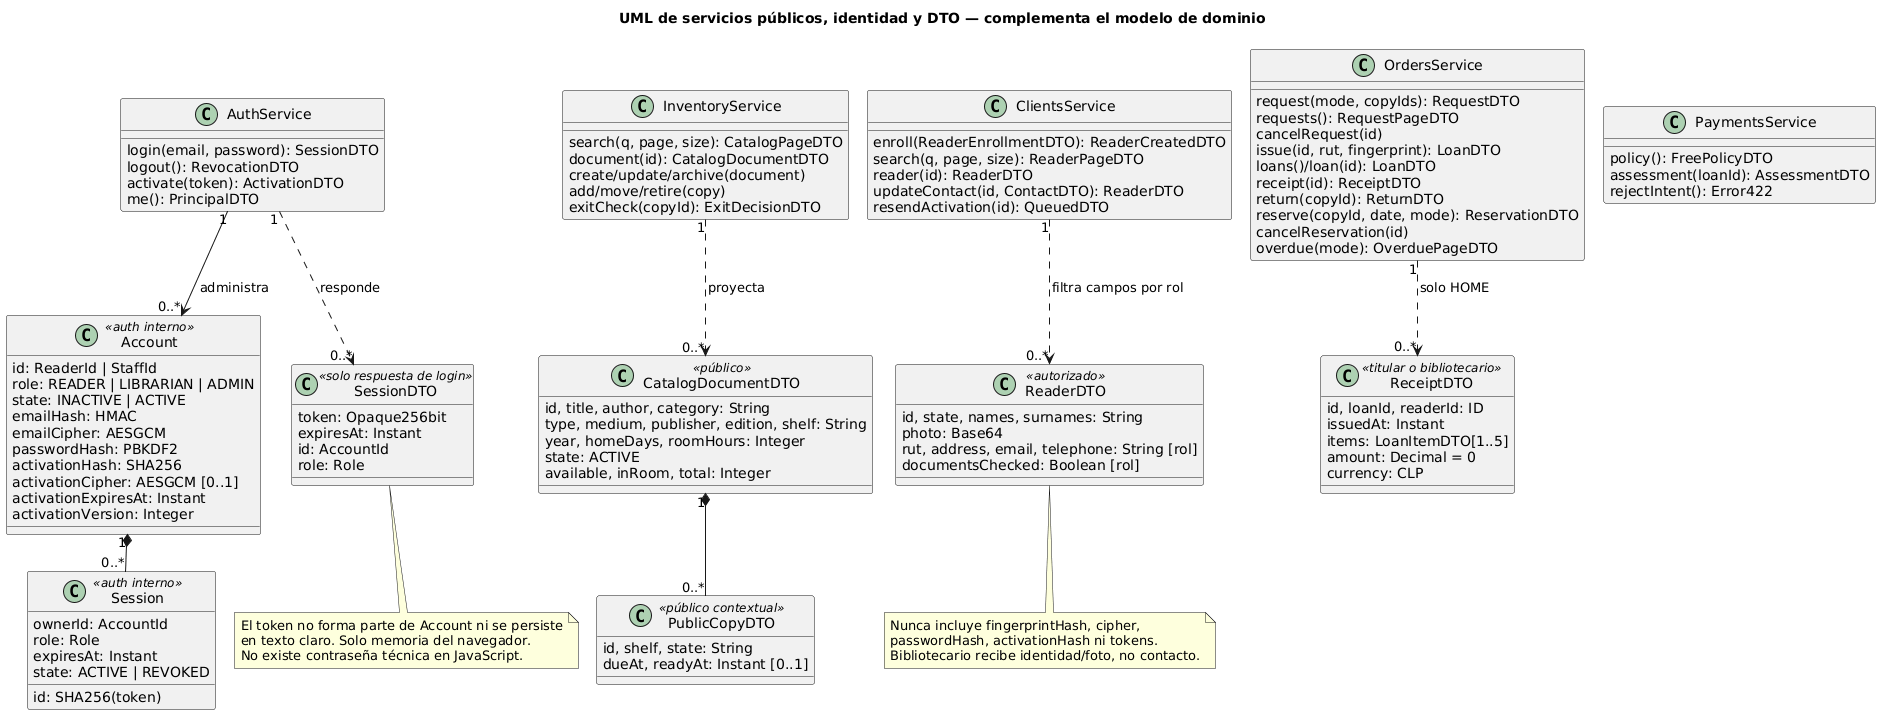 UML de servicios públicos, identidad y DTO — complementa el modelo de dominio
C AuthService
login(email, password): SessionDTO
logout(): RevocationDTO
activate(token): ActivationDTO
me(): PrincipalDTO
C InventoryService
search(q, page, size): CatalogPageDTO
document(id): CatalogDocumentDTO
create/update/archive(document)
add/move/retire(copy)
exitCheck(copyId): ExitDecisionDTO
C ClientsService
enroll(ReaderEnrollmentDTO): ReaderCreatedDTO
search(q, page, size): ReaderPageDTO
reader(id): ReaderDTO
updateContact(id, ContactDTO): ReaderDTO
resendActivation(id): QueuedDTO
C OrdersService
request(mode, copyIds): RequestDTO
requests(): RequestPageDTO
cancelRequest(id)
issue(id, rut, fingerprint): LoanDTO
loans()/loan(id): LoanDTO
receipt(id): ReceiptDTO
return(copyId): ReturnDTO
reserve(copyId, date, mode): ReservationDTO
cancelReservation(id)
overdue(mode): OverduePageDTO
C PaymentsService
policy(): FreePolicyDTO
assessment(loanId): AssessmentDTO
rejectIntent(): Error422
1
administra
0..*
1
responde
0..*
1
proyecta
0..*
1
filtra campos por rol
0..*
1
solo HOME
0..*
C «auth interno»
Account
id: ReaderId | StaffId
role: READER | LIBRARIAN | ADMIN
state: INACTIVE | ACTIVE
emailHash: HMAC
emailCipher: AESGCM
passwordHash: PBKDF2
activationHash: SHA256
activationCipher: AESGCM [0..1]
activationExpiresAt: Instant
activationVersion: Integer
C «solo respuesta de login»
SessionDTO
token: Opaque256bit
expiresAt: Instant
id: AccountId
role: Role
C «público»
CatalogDocumentDTO
id, title, author, category: String
type, medium, publisher, edition, shelf: String
year, homeDays, roomHours: Integer
state: ACTIVE
available, inRoom, total: Integer
C «autorizado»
ReaderDTO
id, state, names, surnames: String
photo: Base64
rut, address, email, telephone: String [rol]
documentsChecked: Boolean [rol]
C «titular o bibliotecario»
ReceiptDTO
id, loanId, readerId: ID
issuedAt: Instant
items: LoanItemDTO[1..5]
amount: Decimal = 0
currency: CLP
1
0..*
1
0..*
C «auth interno»
Session
ownerId: AccountId
role: Role
expiresAt: Instant
state: ACTIVE | REVOKED
id: SHA256(token)
El token no forma parte de Account ni se persiste
en texto claro. Solo memoria del navegador.
No existe contraseña técnica en JavaScript.
C «público contextual»
PublicCopyDTO
id, shelf, state: String
dueAt, readyAt: Instant [0..1]
Nunca incluye fingerprintHash, cipher,
passwordHash, activationHash ni tokens.
Bibliotecario recibe identidad/foto, no contacto.